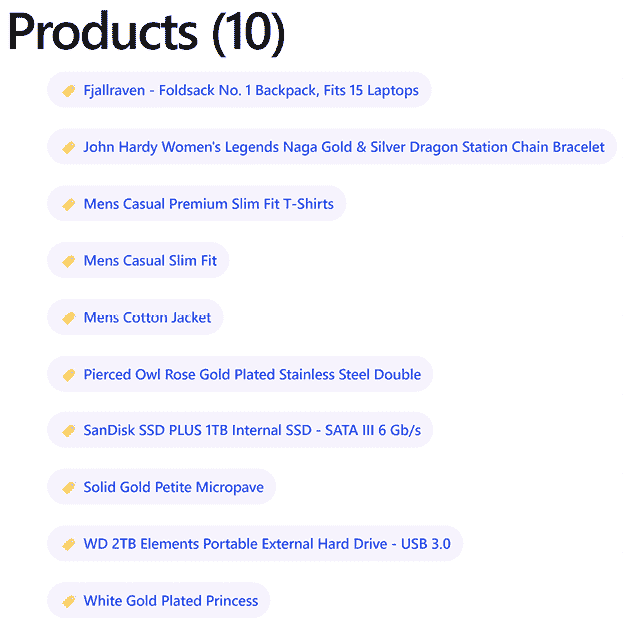 Products (10)
Fjallraven - Foldsack No. 1 Backpack, Fits 15 Laptops
John Hardy Women's Legends Naga Gold & Silver Dragon Station Chain Bracelet
Mens Casual Premium Slim Fit T-Shirts
Mens Casual Slim Fit
Mens Cotton Jacket
Pierced Owl Rose Gold Plated Stainless Steel Double
SanDisk SSD PLUS 1TB Internal SSD - SATA III 6 Gb/s
Solid Gold Petite Micropave
WD 2TB Elements Portable External Hard Drive - USB 3.0
White Gold Plated Princess